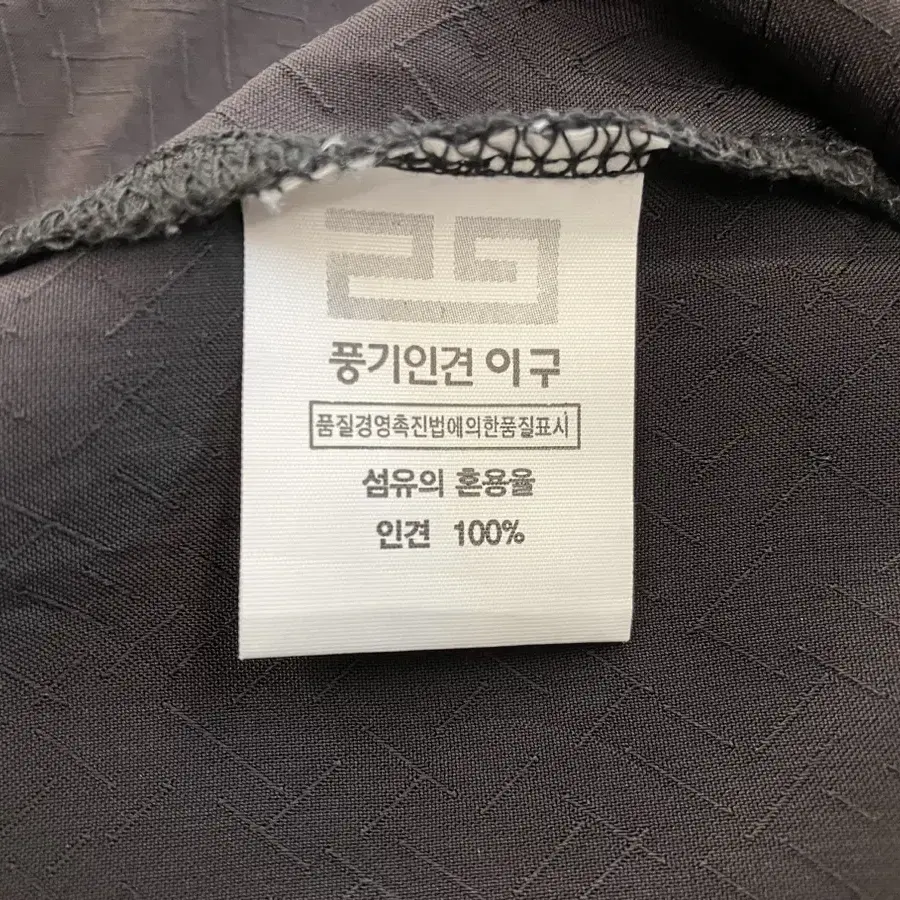 29
풍기인견 이구
품질경영촉진법에의한품질표시
섬유의 혼용율
인견 100%